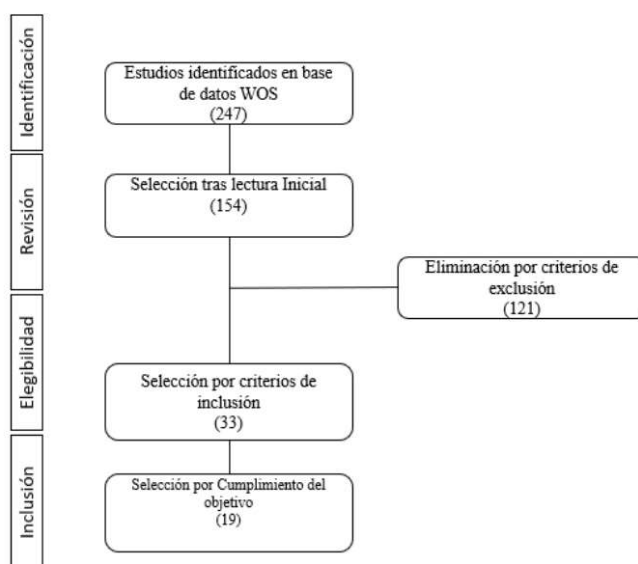 Identificación
Estudios identificados en base
de datos WOS
(247)
Revisión
Selección tras lectura Inicial
(154)
Eliminación por criterios de
exclusión
(121)
Elegibilidad
Selección por criterios de
inclusión
(33)
Inclusión
Selección por Cumplimiento del
objetivo
(19)